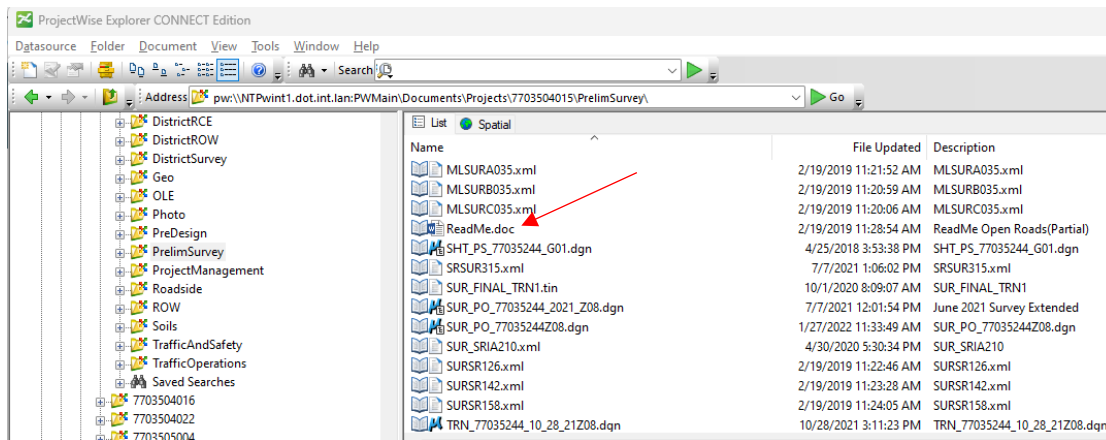 ProjectWise Explorer CONNECT Edition
Datasource Folder Document View Tools Window Help
Search
Address pw:\\NTPwint1.dot.int.lan:PWMain\Documents\Projects\7703504015\PrelimSurvey\ Go
DistrictRCE
DistrictROW
DistrictSurvey
Geo
OLE
Photo
PreDesign
PrelimSurvey
ProjectManagement
Roadside
ROW
Soils
TrafficAndSafety
TrafficOperations
Saved Searches
7703504016
7703504022
7703505004
List Spatial
Name File Updated Description
MLSURA035.xml 2/19/2019 11:21:52 AM MLSURA035.xml
MLSURB035.xml 2/19/2019 11:20:59 AM MLSURB035.xml
MLSURC035.xml 2/19/2019 11:20:06 AM MLSURC035.xml
ReadMe.doc 2/19/2019 11:28:54 AM ReadMe Open Roads(Partial)
SHT_PS_77035244_G01.dgn 4/25/2018 3:53:38 PM SHT_PS_77035244_G01.dgn
SRSUR315.xml 7/7/2021 1:06:02 PM SRSUR315.xml
SUR_FINAL_TRN1.tin 10/1/2020 8:09:07 AM SUR_FINAL_TRN1
SUR_PO_77035244_2021_Z08.dgn 7/7/2021 12:01:54 PM June 2021 Survey Extended
SUR_PO_77035244Z08.dgn 1/27/2022 11:33:49 AM SUR_PO_77035244Z08.dgn
SUR_SRIA210.xml 4/30/2020 5:30:34 PM SUR_SRIA210
SURSR126.xml 2/19/2019 11:22:46 AM SURSR126.xml
SURSR142.xml 2/19/2019 11:23:28 AM SURSR142.xml
SURSR158.xml 2/19/2019 11:24:05 AM SURSR158.xml
TRN_77035244_10_28_21Z08.dgn 10/28/2021 3:11:23 PM TRN_77035244_10_28_21Z08.dgn